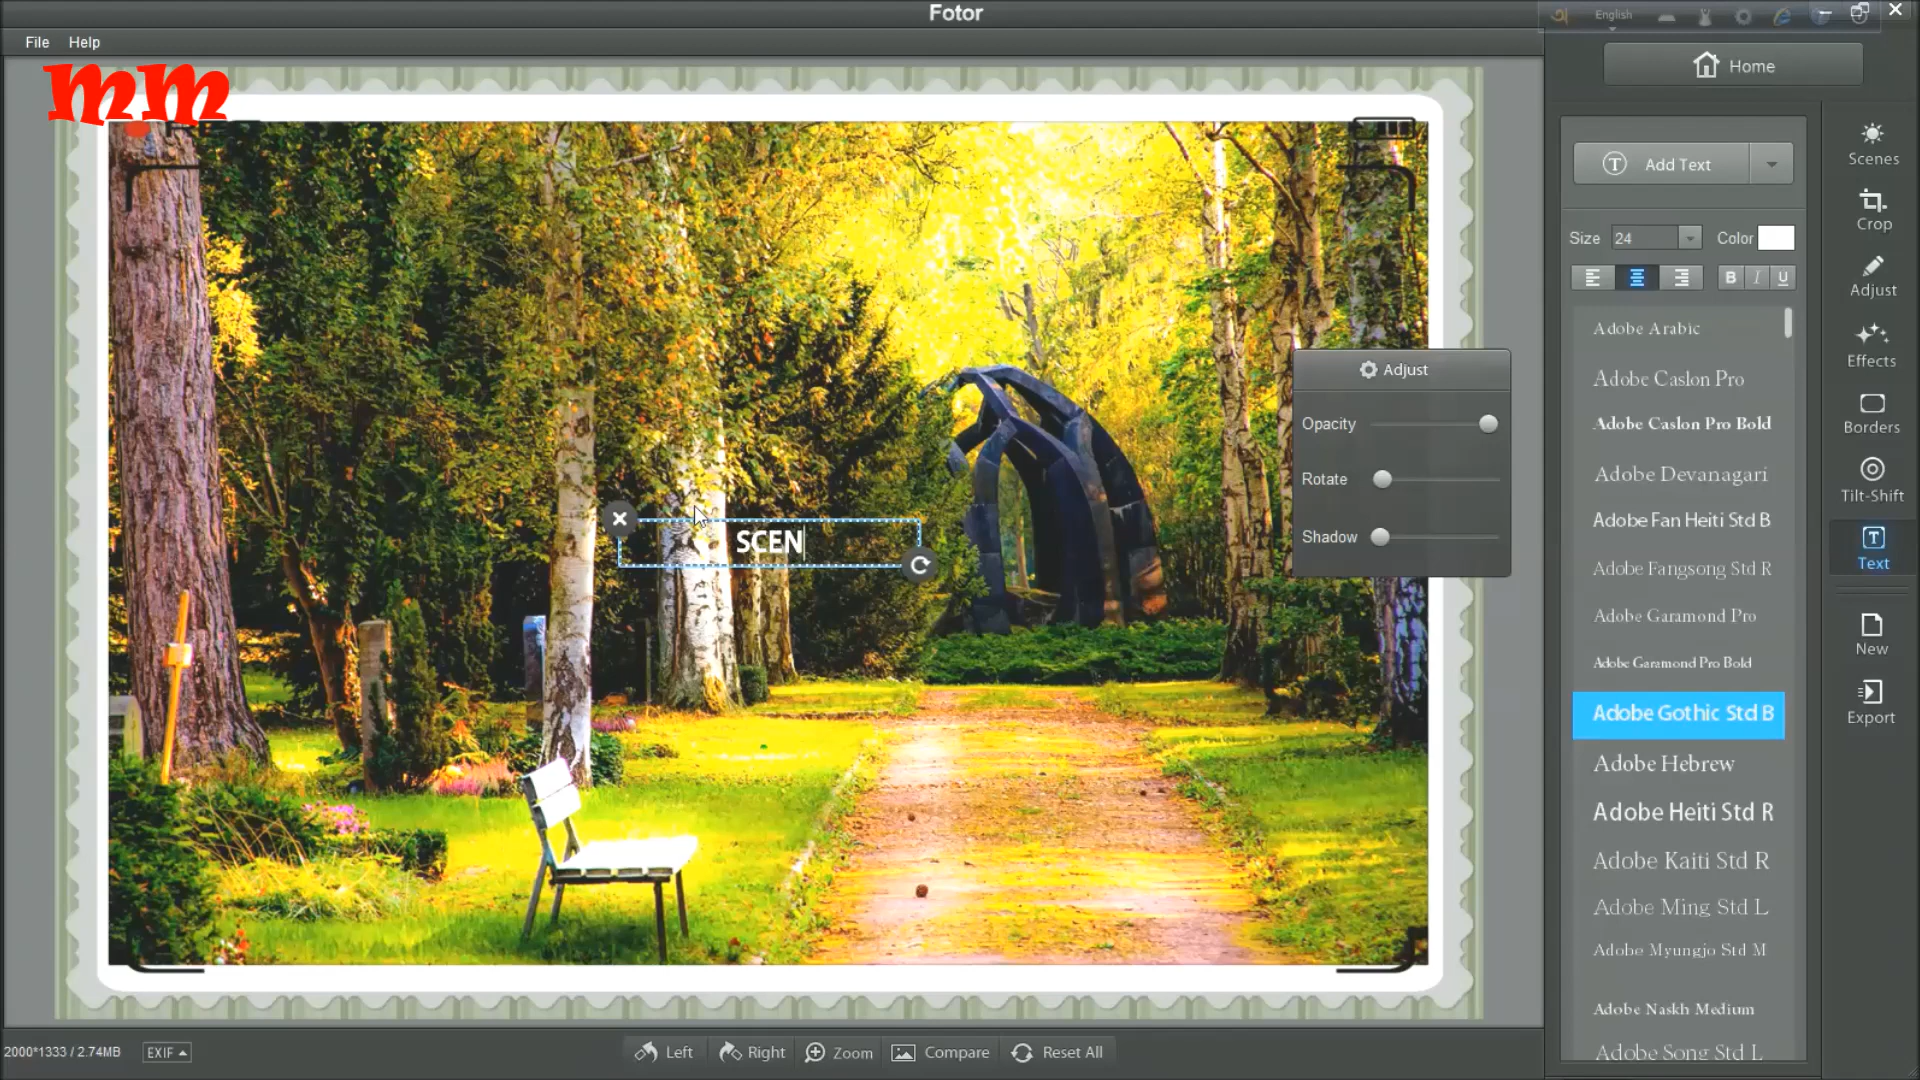 Fotor
English
File Help
mm
Home
Add Text
Size 24 Color
B I U
Adobe Arabic
Adobe Caslon Pro
Adobe Caslon Pro Bold
Adobe Devanagari
Adobe Fan Heiti Std B
Adobe Fangsong Std R
Adobe Garamond Pro
Adobe Garamond Pro Bold
Adobe Gothic Std B
Adobe Hebrew
Adobe Heiti Std R
Adobe Kaiti Std R
Adobe Ming Std L
Adobe Myungjo Std M
Adobe Naskh Medium
Adobe Song Std L
Scenes
Crop
Adjust
Effects
Borders
Tilt-Shift
Text
New
Export
Adjust
Opacity
Rotate
Shadow
SCEN
2000*1333 / 2.74MB EXIF
Left Right Zoom Compare Reset All